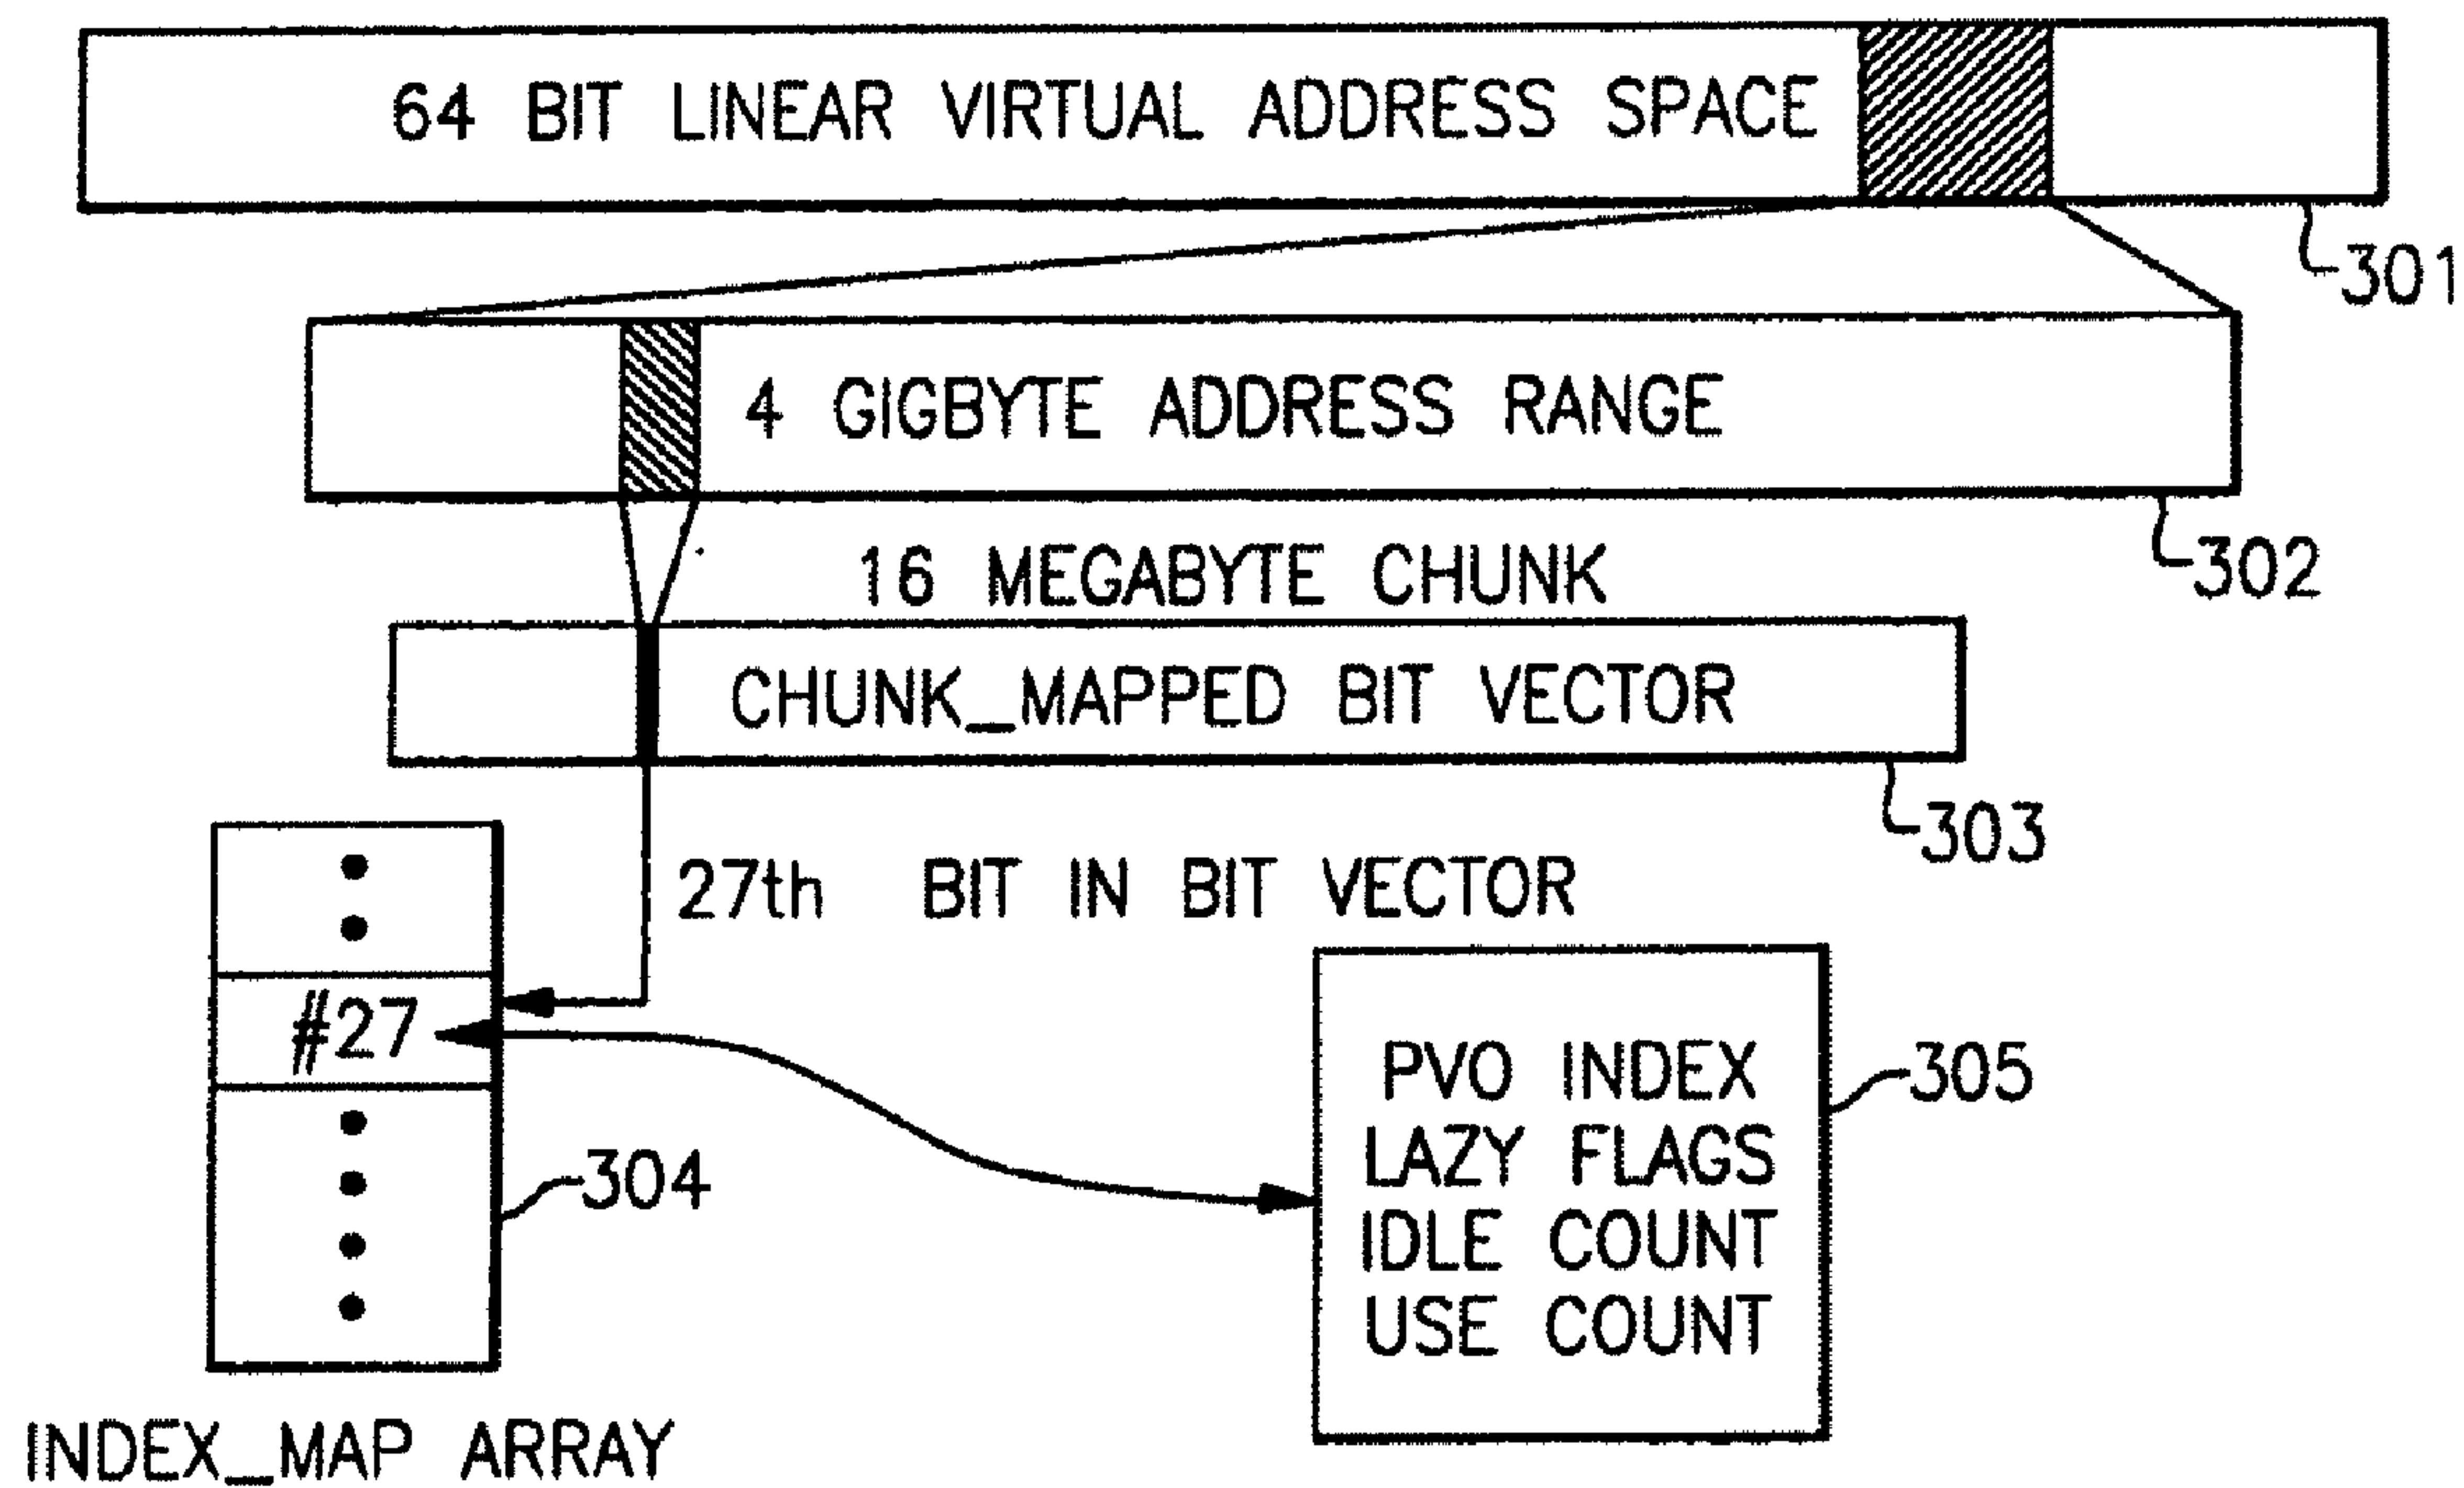 64 BIT LINEAR VIRTUAL ADDRESS SPACE
301
4 GIGBYTE ADDRESS RANGE
302
16 MEGABYTE CHUNK
CHUNK_MAPPED BIT VECTOR
303
27th BIT IN BIT VECTOR
#27
304
INDEX_MAP ARRAY
PVO INDEX
LAZY FLAGS
IDLE COUNT
USE COUNT
305